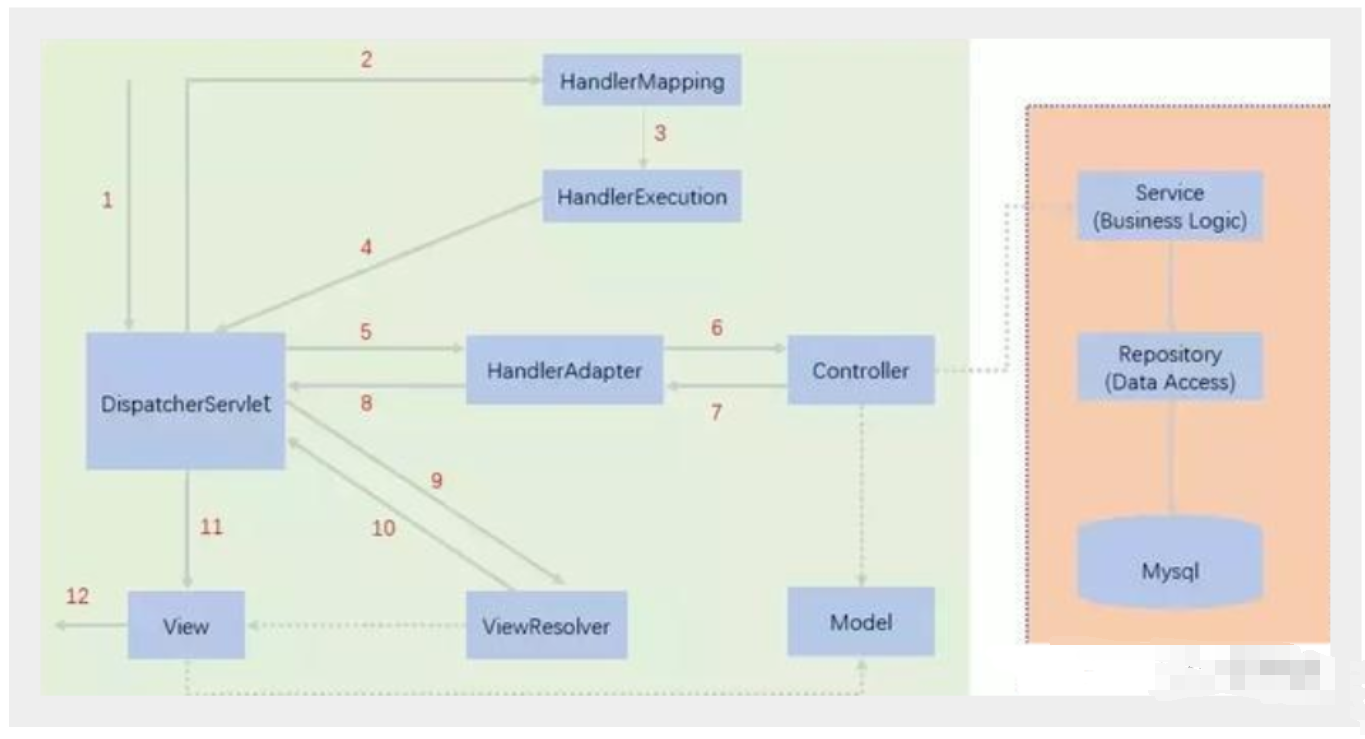 2
HandlerMapping
3
1
HandlerExecution
Service
(Business Logic)
4
5
6
Repository
(Data Access)
HandlerAdapter
Controller
DispatcherServlet
8
7
9
10
11
Mysql
12
View
ViewResolver
Model